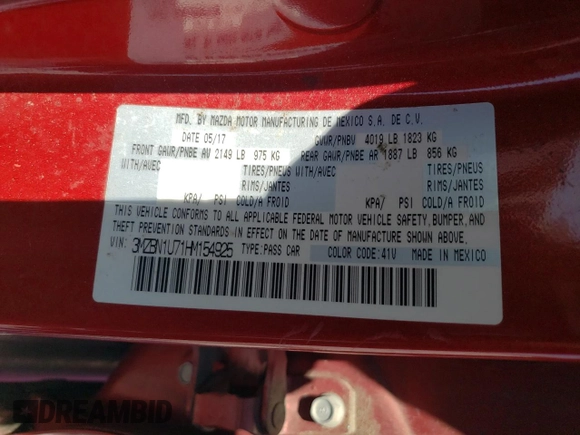 MFD. BY MAZDA MOTOR MANUFACTURING DE MEXICO S.A. DE C.V.
DATE 05/17 GVWR/PNBV 4019 LB 1823 KG
FRONT GAWR/PNBE AV 2149 LB 975 KG REAR GAWR/PNBE AR 1887 LB 856 KG
WITH/AVEC TIRES/PNEUS WITH/AVEC TIRES/PNEUS
RIMS/JANTES RIMS/JANTES
KPA/ PSI COLD/A FROID KPA/ PSI COLD/A FROID
THIS VEHICLE CONFORMS TO ALL APPLICABLE FEDERAL MOTOR VEHICLE SAFETY, BUMPER, AND
THEFT PREVENTION STANDARDS IN EFFECT ON THE DATE OF MANUFACTURE SHOWN ABOVE.
VIN: 3MZBN1U71HM154925 TYPE:PASS CAR COLOR CODE:41V MADE IN MEXICO
DREAMBID